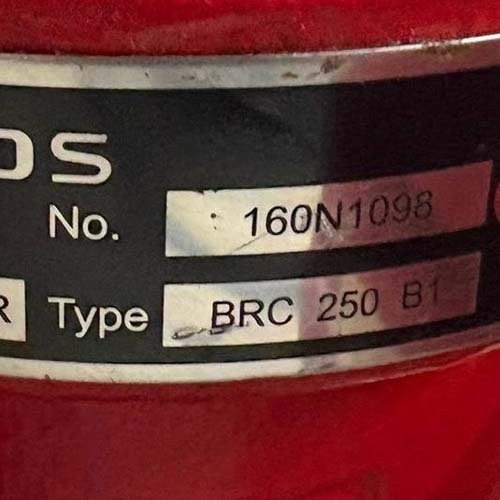 OS
No. : 160N1098
R Type BRC 250 B1